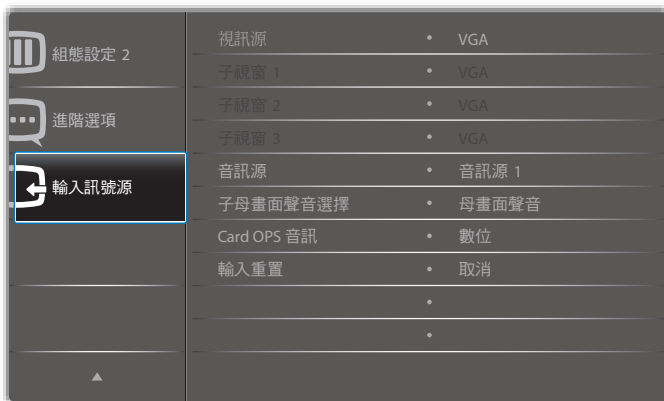 組態設定 2
進階選項
輸入訊號源
視訊源 • VGA
子視窗 1 • VGA
子視窗 2 • VGA
子視窗 3 • VGA
音訊源 • 音訊源 1
子母畫面聲音選擇 • 母畫面聲音
Card OPS 音訊 • 數位
輸入重置 • 取消